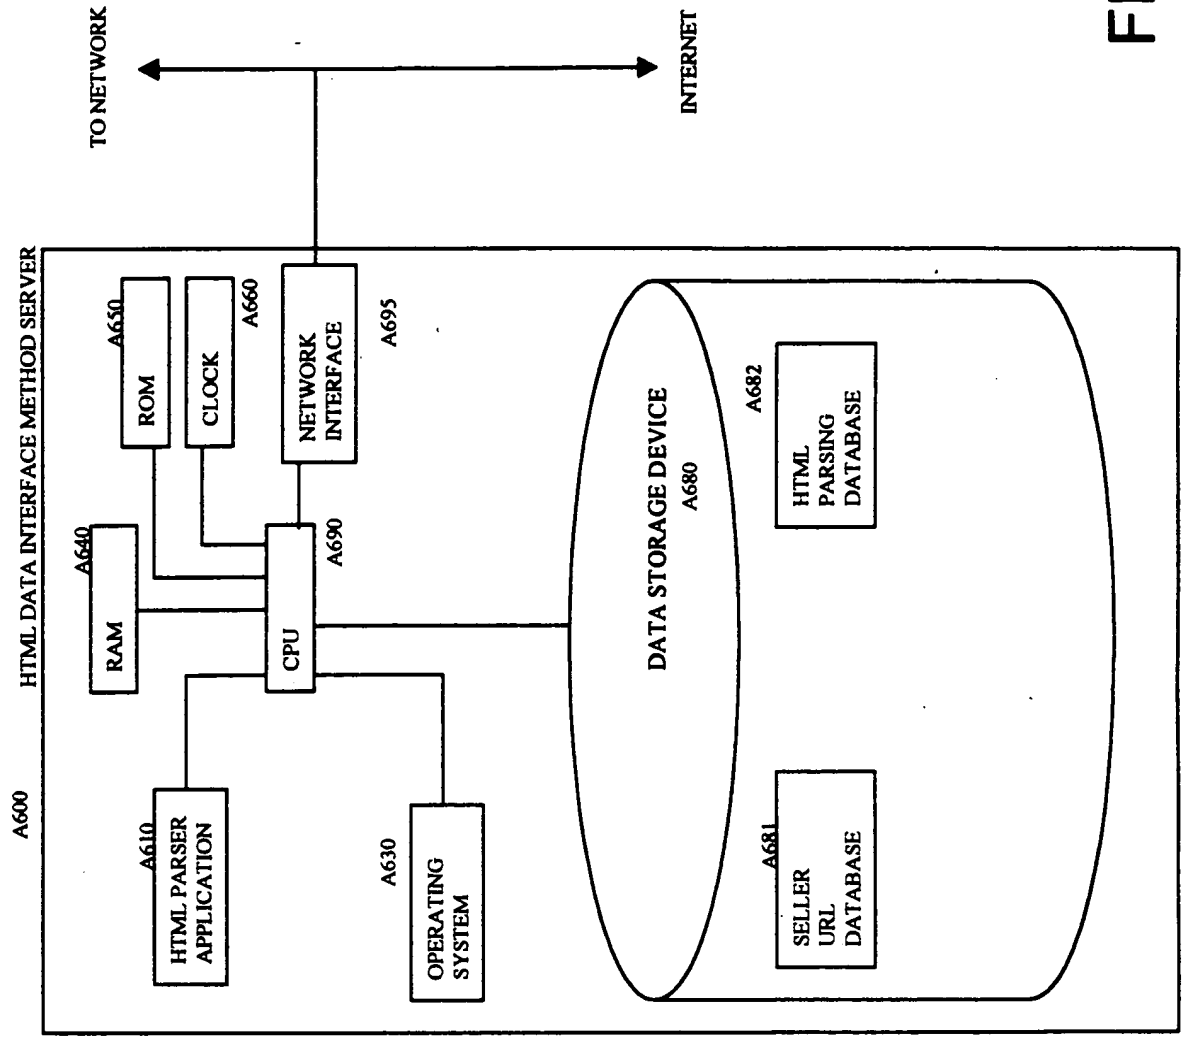 A600
HTML DATA INTERFACE METHOD SERVER
TO NETWORK
A610
HTML PARSER
APPLICATION
A640
RAM
A650
ROM
CLOCK
A660
CPU
A690
NETWORK
INTERFACE
A695
A630
OPERATING
SYSTEM
INTERNET
DATA STORAGE DEVICE
A680
A681
SELLER
URL
DATABASE
A682
HTML
PARSING
DATABASE